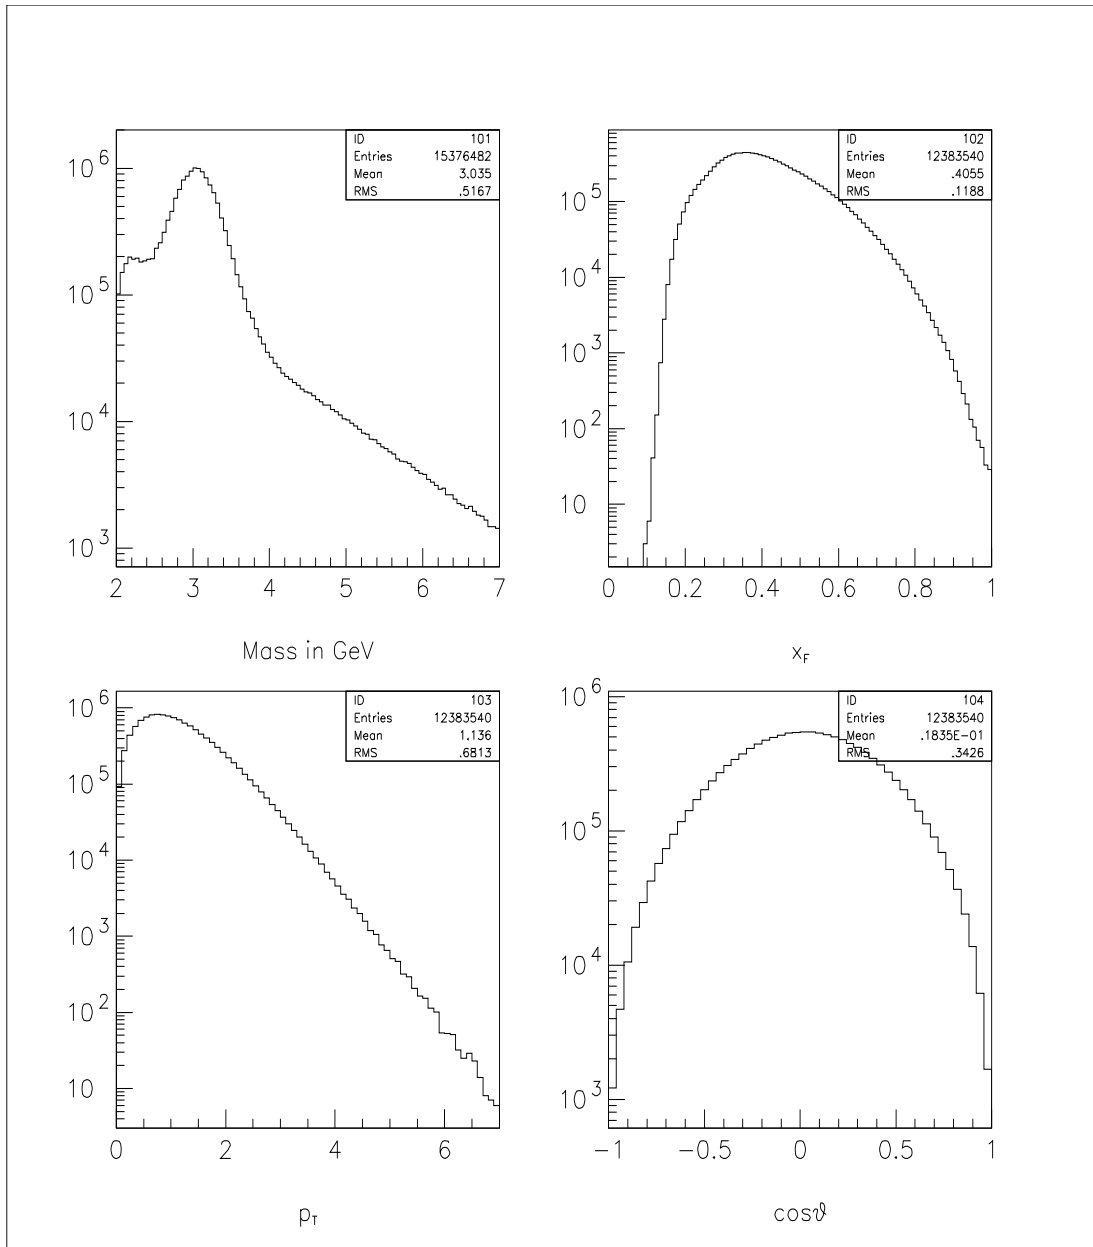 ID 101
Entries 15376482
Mean 3.035
RMS .5167
10^6
10^5
10^4
10^3
2 3 4 5 6 7
Mass in GeV
ID 102
Entries 12383540
Mean .4055
RMS .1188
10^5
10^4
10^3
10^2
10
0 0.2 0.4 0.6 0.8 1
x_F
ID 103
Entries 12383540
Mean 1.136
RMS .6813
10^6
10^5
10^4
10^3
10^2
10
0 2 4 6
p_T
ID 104
Entries 12383540
Mean .1835E-01
RMS .3426
10^6
10^5
10^4
10^3
-1 -0.5 0 0.5 1
cosϑ